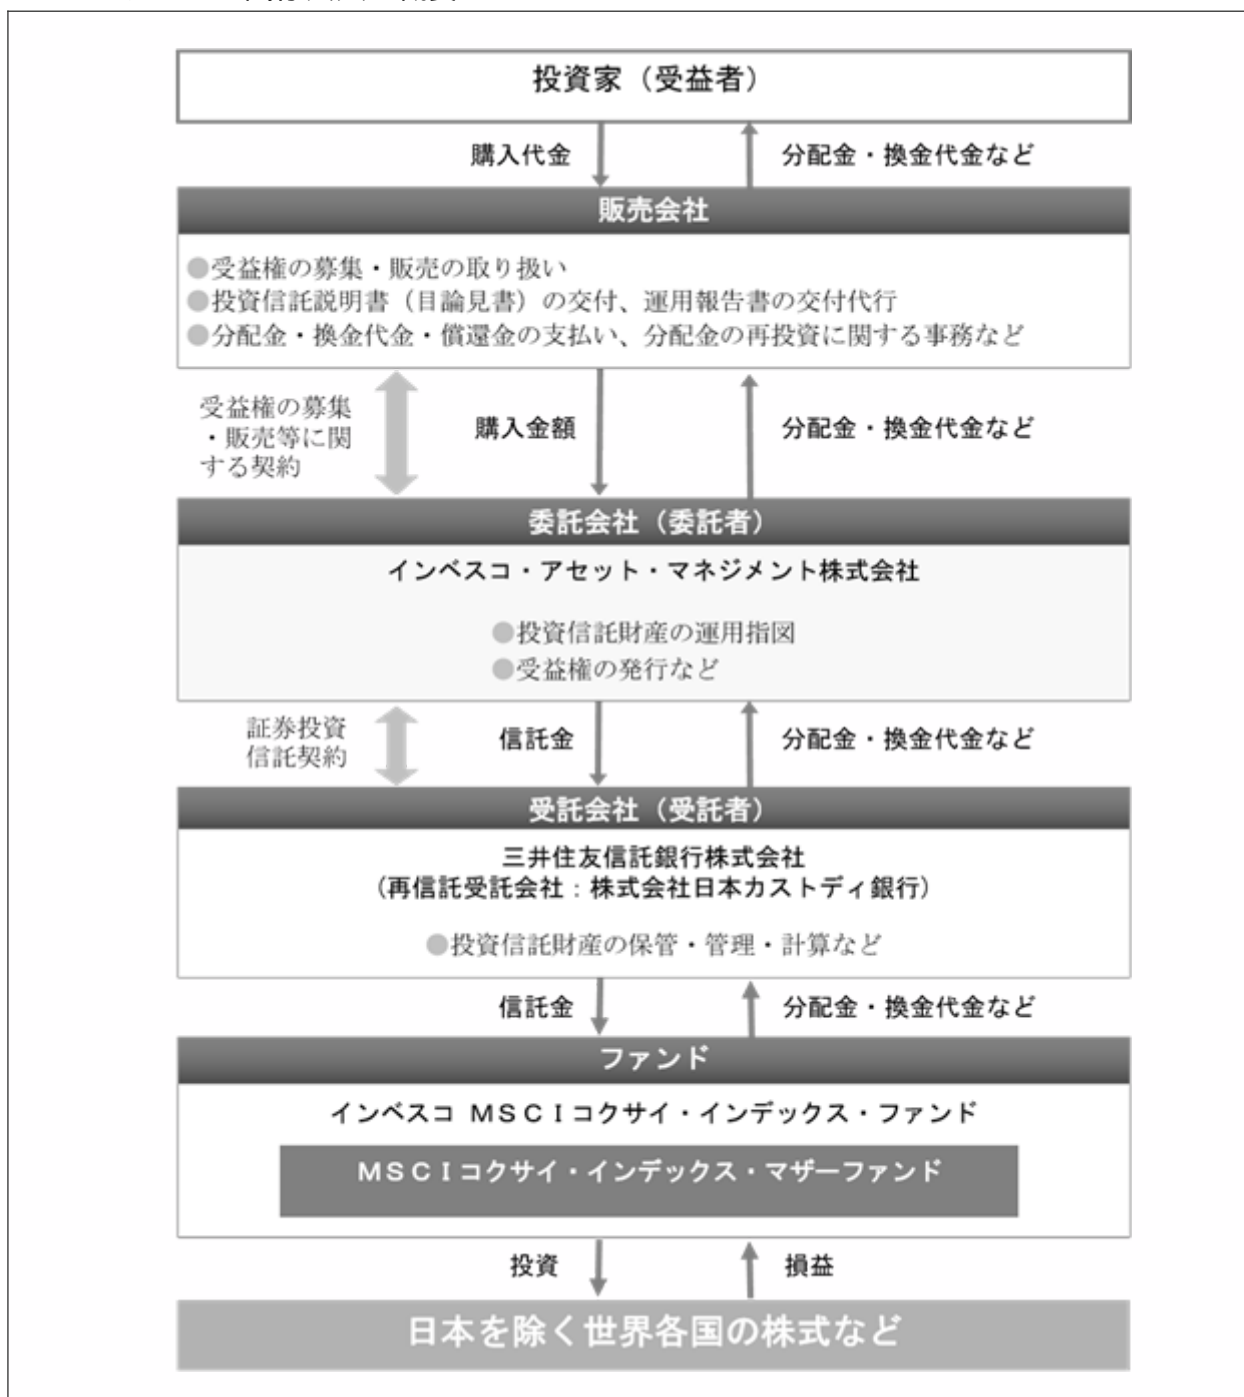 投資家（受益者）
購入代金
分配金・換金代金など
販売会社
●受益権の募集・販売の取り扱い
●投資信託説明書（目論見書）の交付、運用報告書の交付代行
●分配金・換金代金・償還金の支払い、分配金の再投資に関する事務など
受益権の募集
・販売等に関
する契約
購入金額
分配金・換金代金など
委託会社（委託者）
インベスコ・アセット・マネジメント株式会社
●投資信託財産の運用指図
●受益権の発行など
証券投資
信託契約
信託金
分配金・換金代金など
受託会社（受託者）
三井住友信託銀行株式会社
（再信託受託会社：株式会社日本カストディ銀行）
●投資信託財産の保管・管理・計算など
信託金
分配金・換金代金など
ファンド
インベスコ ＭＳＣＩコクサイ・インデックス・ファンド
ＭＳＣＩコクサイ・インデックス・マザーファンド
投資
損益
日本を除く世界各国の株式など